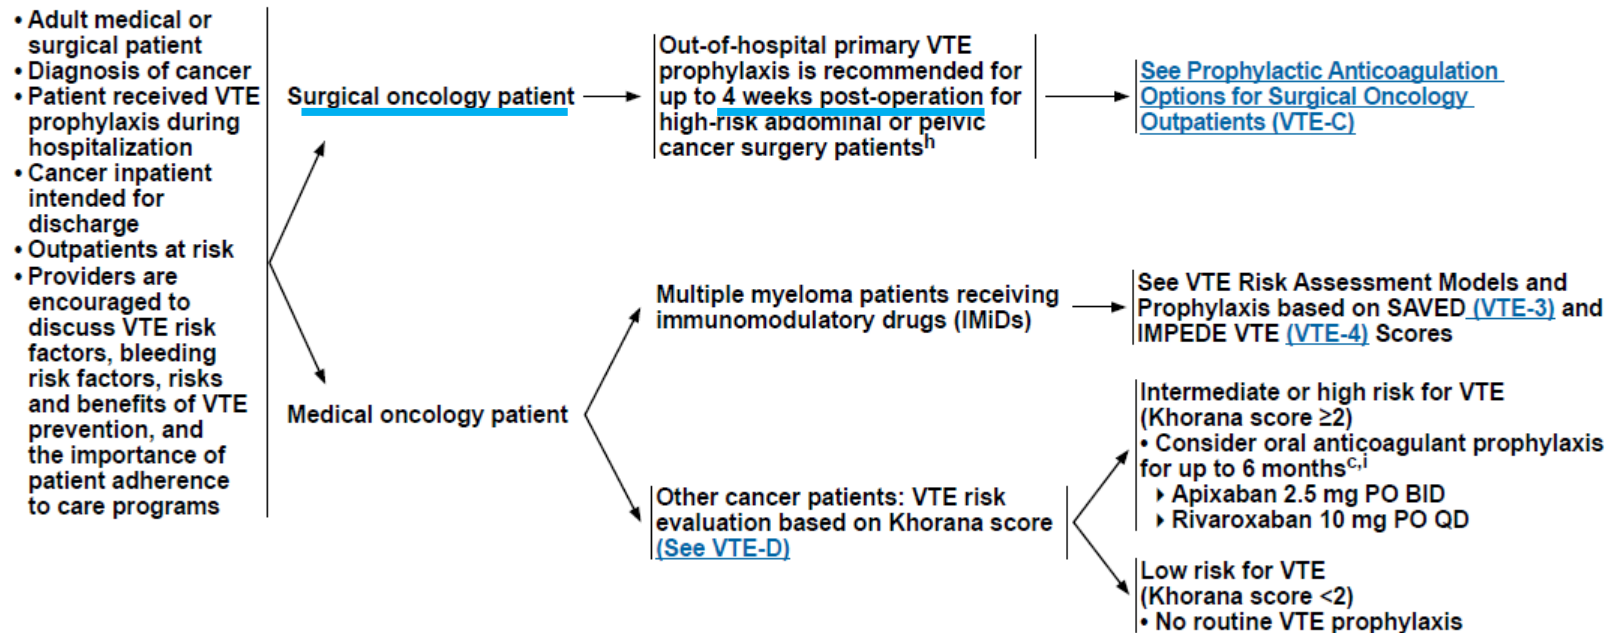 • Adult medical or
surgical patient
• Diagnosis of cancer
• Patient received VTE
prophylaxis during
hospitalization
• Cancer inpatient
intended for
discharge
• Outpatients at risk
• Providers are
encouraged to
discuss VTE risk
factors, bleeding
risk factors, risks
and benefits of VTE
prevention, and
the importance of
patient adherence
to care programs
Surgical oncology patient
Out-of-hospital primary VTE
prophylaxis is recommended for
up to 4 weeks post-operation for
high-risk abdominal or pelvic
cancer surgery patientsʰ
See Prophylactic Anticoagulation
Options for Surgical Oncology
Outpatients (VTE-C)
Medical oncology patient
Multiple myeloma patients receiving
immunomodulatory drugs (IMiDs)
See VTE Risk Assessment Models and
Prophylaxis based on SAVED (VTE-3) and
IMPEDE VTE (VTE-4) Scores
Other cancer patients: VTE risk
evaluation based on Khorana score
(See VTE-D)
Intermediate or high risk for VTE
(Khorana score ≥2)
• Consider oral anticoagulant prophylaxis
for up to 6 monthsᶜ,ⁱ
▸ Apixaban 2.5 mg PO BID
▸ Rivaroxaban 10 mg PO QD
Low risk for VTE
(Khorana score <2)
• No routine VTE prophylaxis